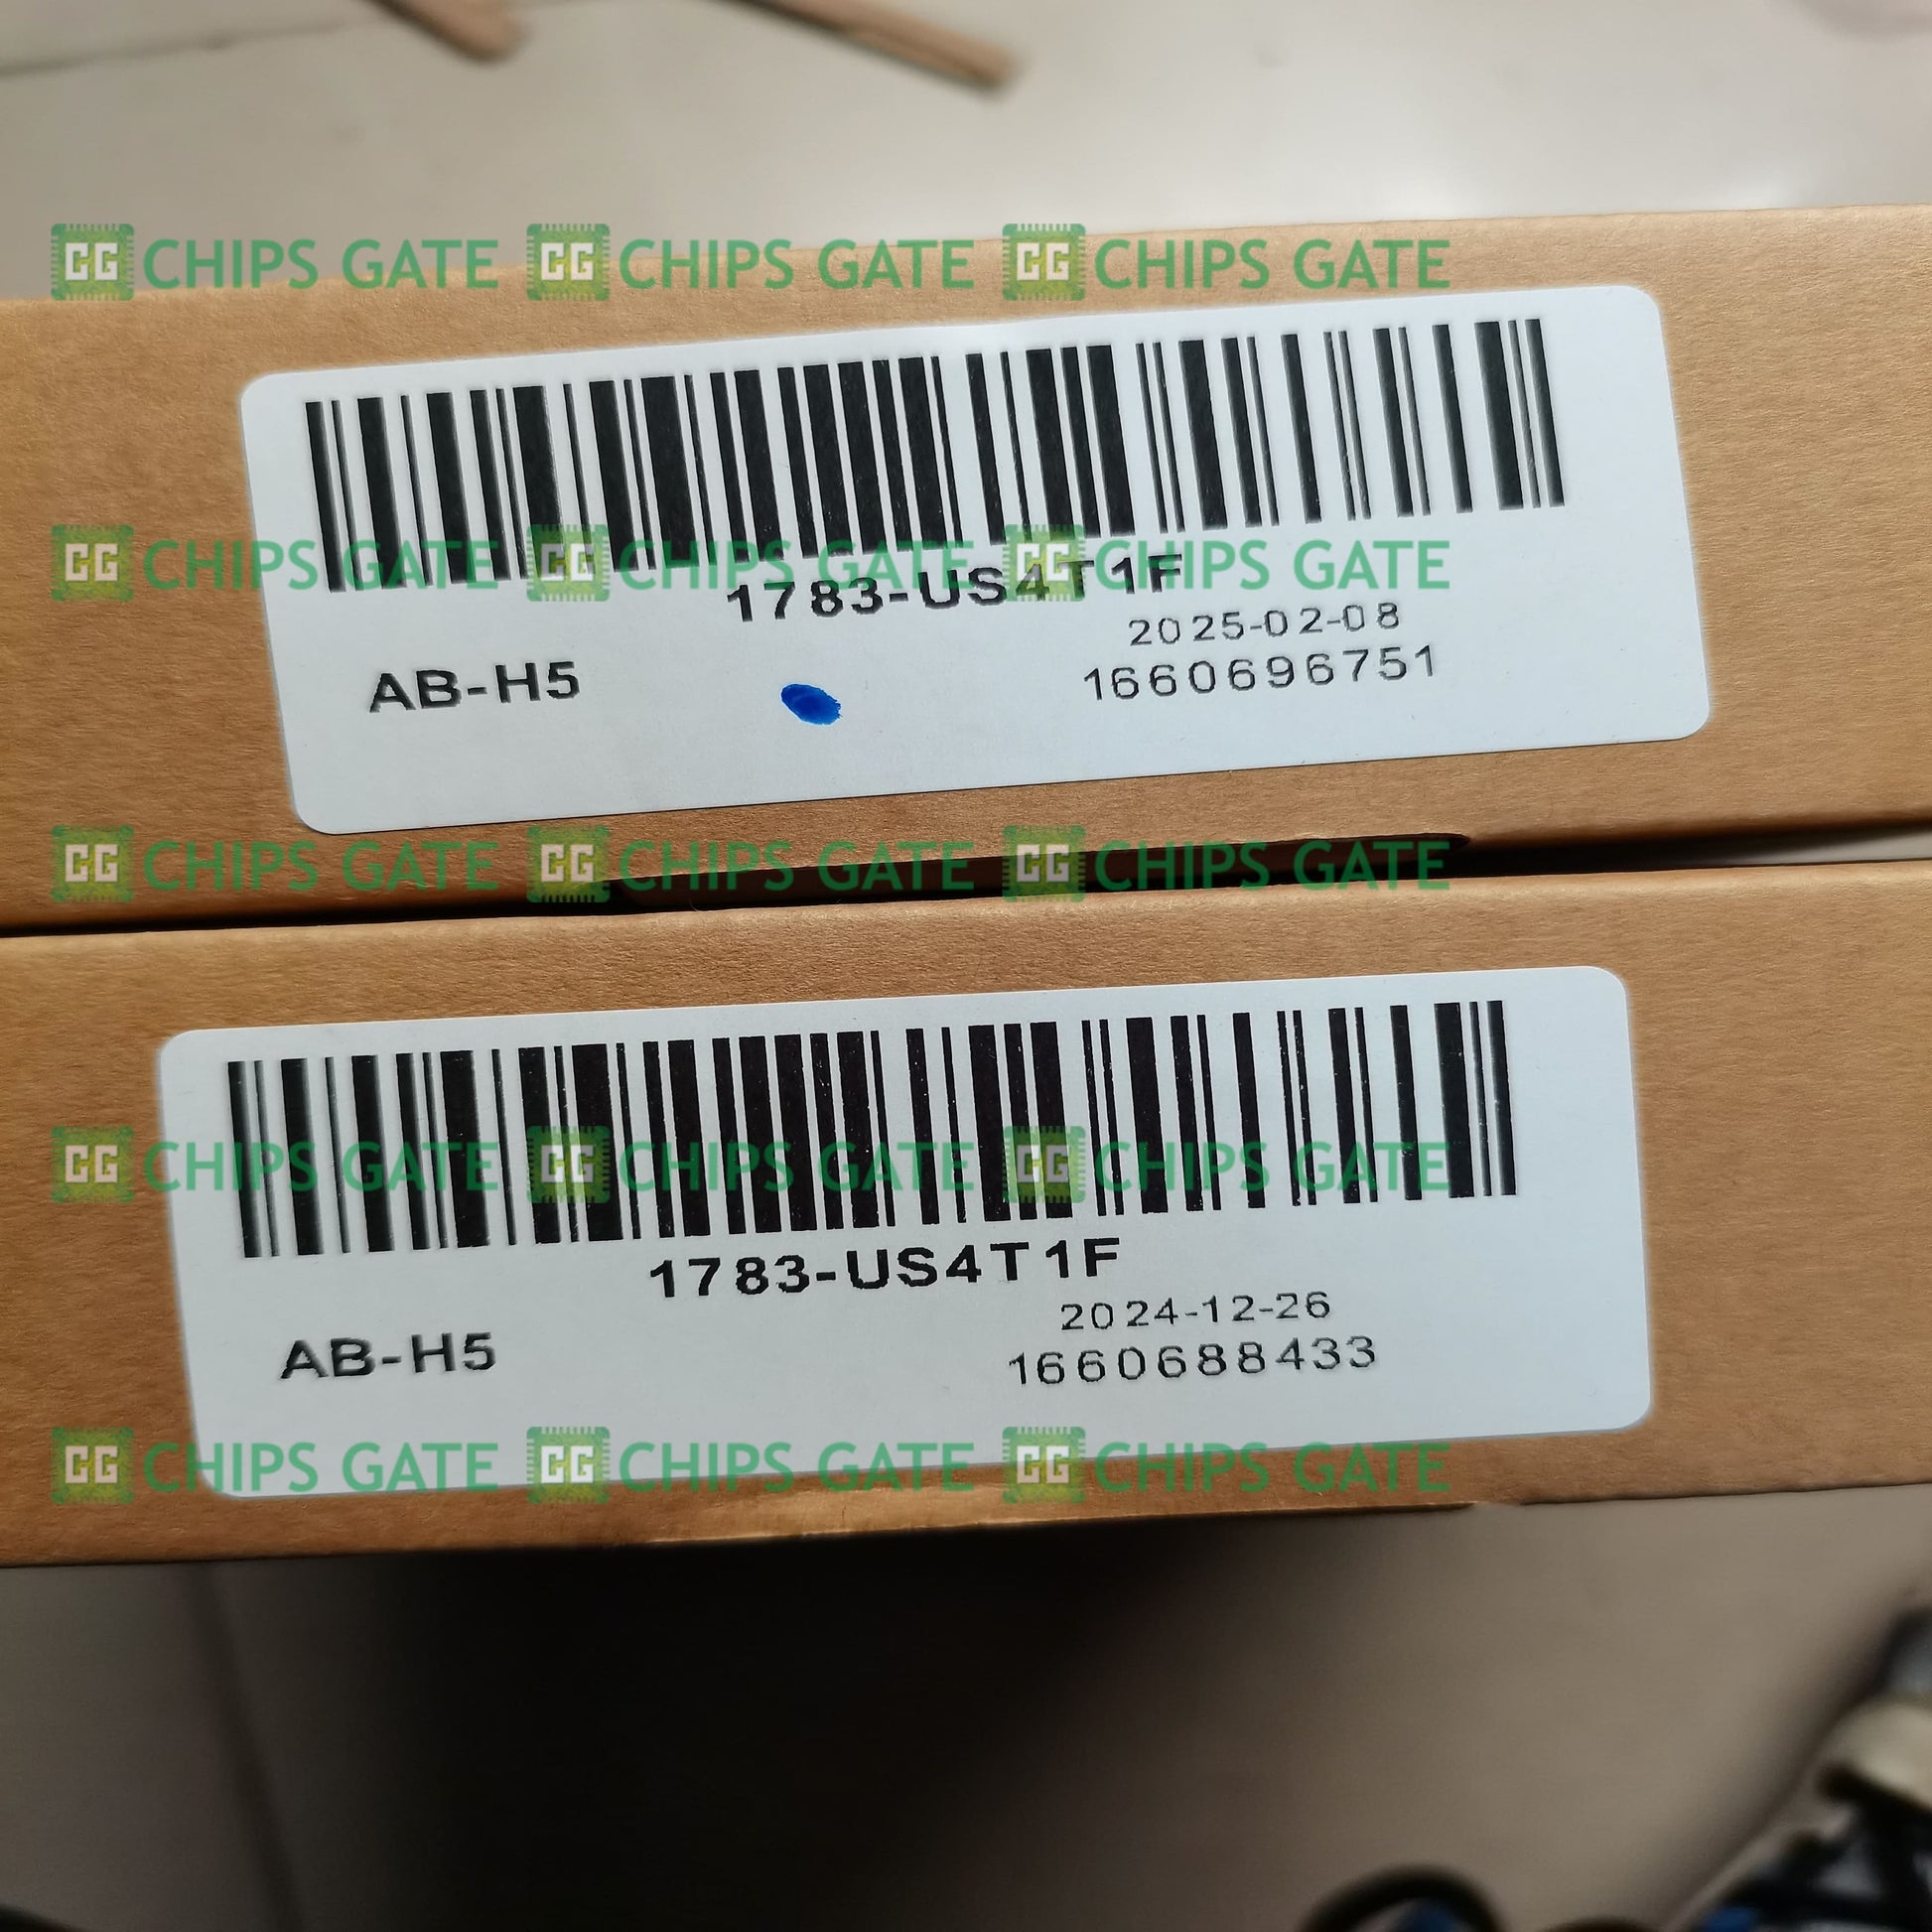 CG CHIPS GATE CG CHIPS GATE CG CHIPS GATE
CG CHIPS GATE CG CHIPS GATE CG CHIPS GATE
1783-US4T1F
2025-02-08
AB-H5
1660696751
CG CHIPS GATE CG CHIPS GATE CG CHIPS GATE
CG CHIPS GATE CG CHIPS GATE CG CHIPS GATE
1783-US4T1F
2024-12-26
AB-H5
1660688433
CG CHIPS GATE CG CHIPS GATE CG CHIPS GATE